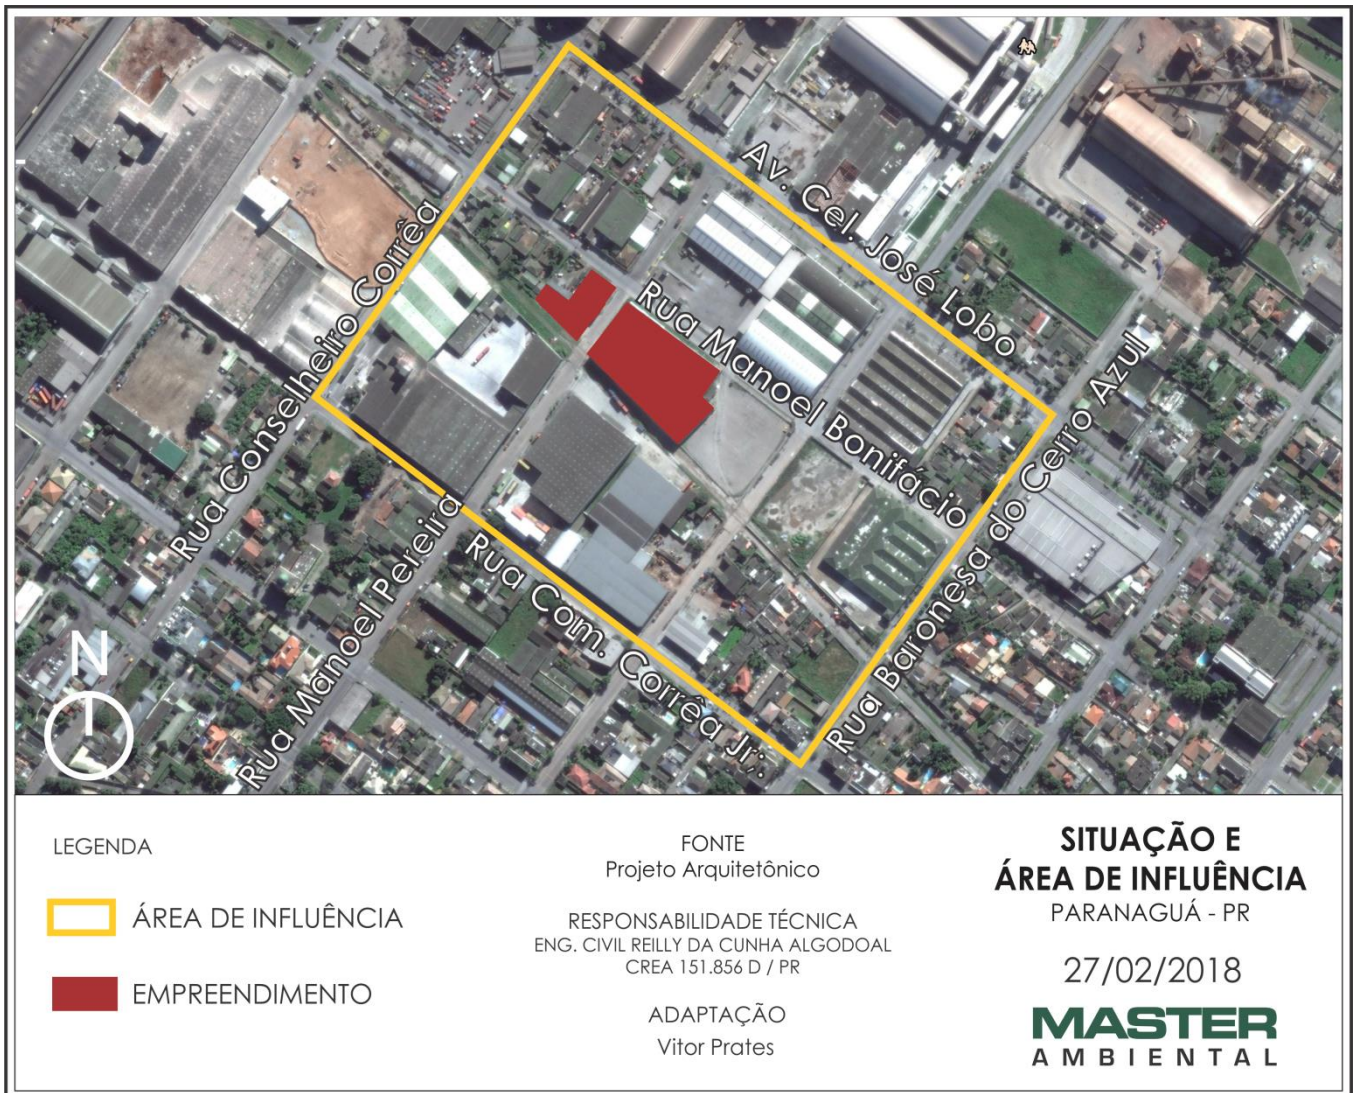 Av. Cel. José Lobo
Rua Conselheiro Corrêa
Rua Manoel Bonifácio
Rua Baronesa do Cerro Azul
Rua Manoel Pereira
Rua Com. Corrêa Jr;.
N
LEGENDA
ÁREA DE INFLUÊNCIA
EMPREENDIMENTO
FONTE
Projeto Arquitetônico
RESPONSABILIDADE TÉCNICA
ENG. CIVIL REILLY DA CUNHA ALGODOAL
CREA 151.856 D / PR
ADAPTAÇÃO
Vitor Prates
SITUAÇÃO E
ÁREA DE INFLUÊNCIA
PARANAGUÁ - PR
27/02/2018
MASTER
AMBIENTAL